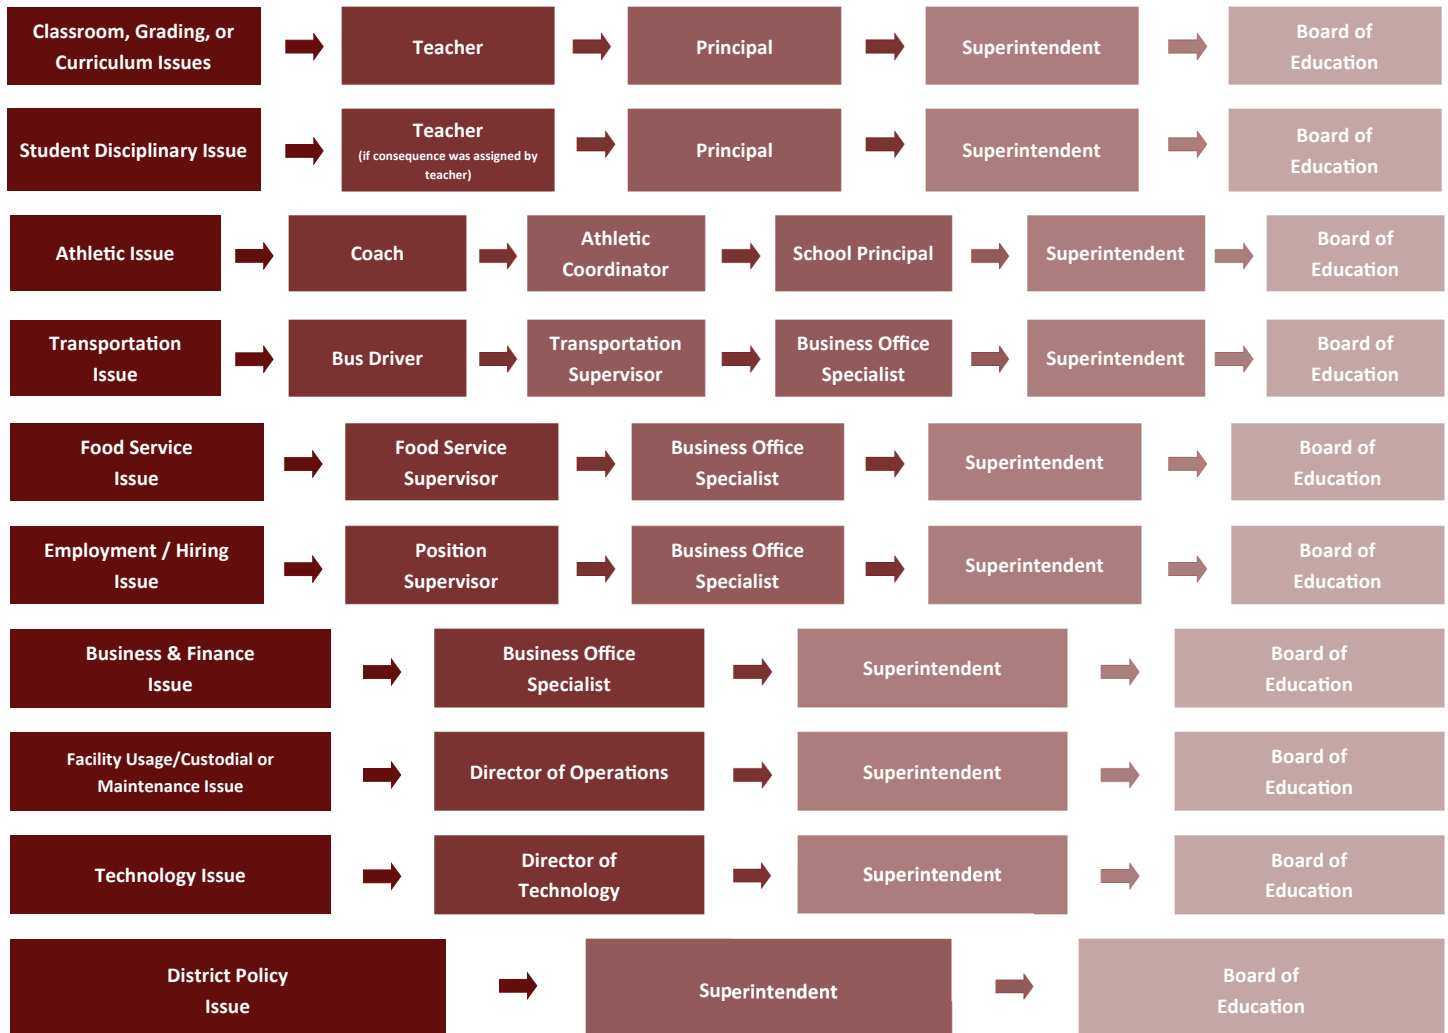 Classroom, Grading, or
Curriculum Issues
Teacher
Principal
Superintendent
Board of
Education
Student Disciplinary Issue
Teacher
(if consequence was assigned by
teacher)
Principal
Superintendent
Board of
Education
Athletic Issue
Coach
Athletic
Coordinator
School Principal
Superintendent
Board of
Education
Transportation
Issue
Bus Driver
Transportation
Supervisor
Business Office
Specialist
Superintendent
Board of
Education
Food Service
Issue
Food Service
Supervisor
Business Office
Specialist
Superintendent
Board of
Education
Employment / Hiring
Issue
Position
Supervisor
Business Office
Specialist
Superintendent
Board of
Education
Business & Finance
Issue
Business Office
Specialist
Superintendent
Board of
Education
Facility Usage/Custodial or
Maintenance Issue
Director of Operations
Superintendent
Board of
Education
Technology Issue
Director of
Technology
Superintendent
Board of
Education
District Policy
Issue
Superintendent
Board of
Education